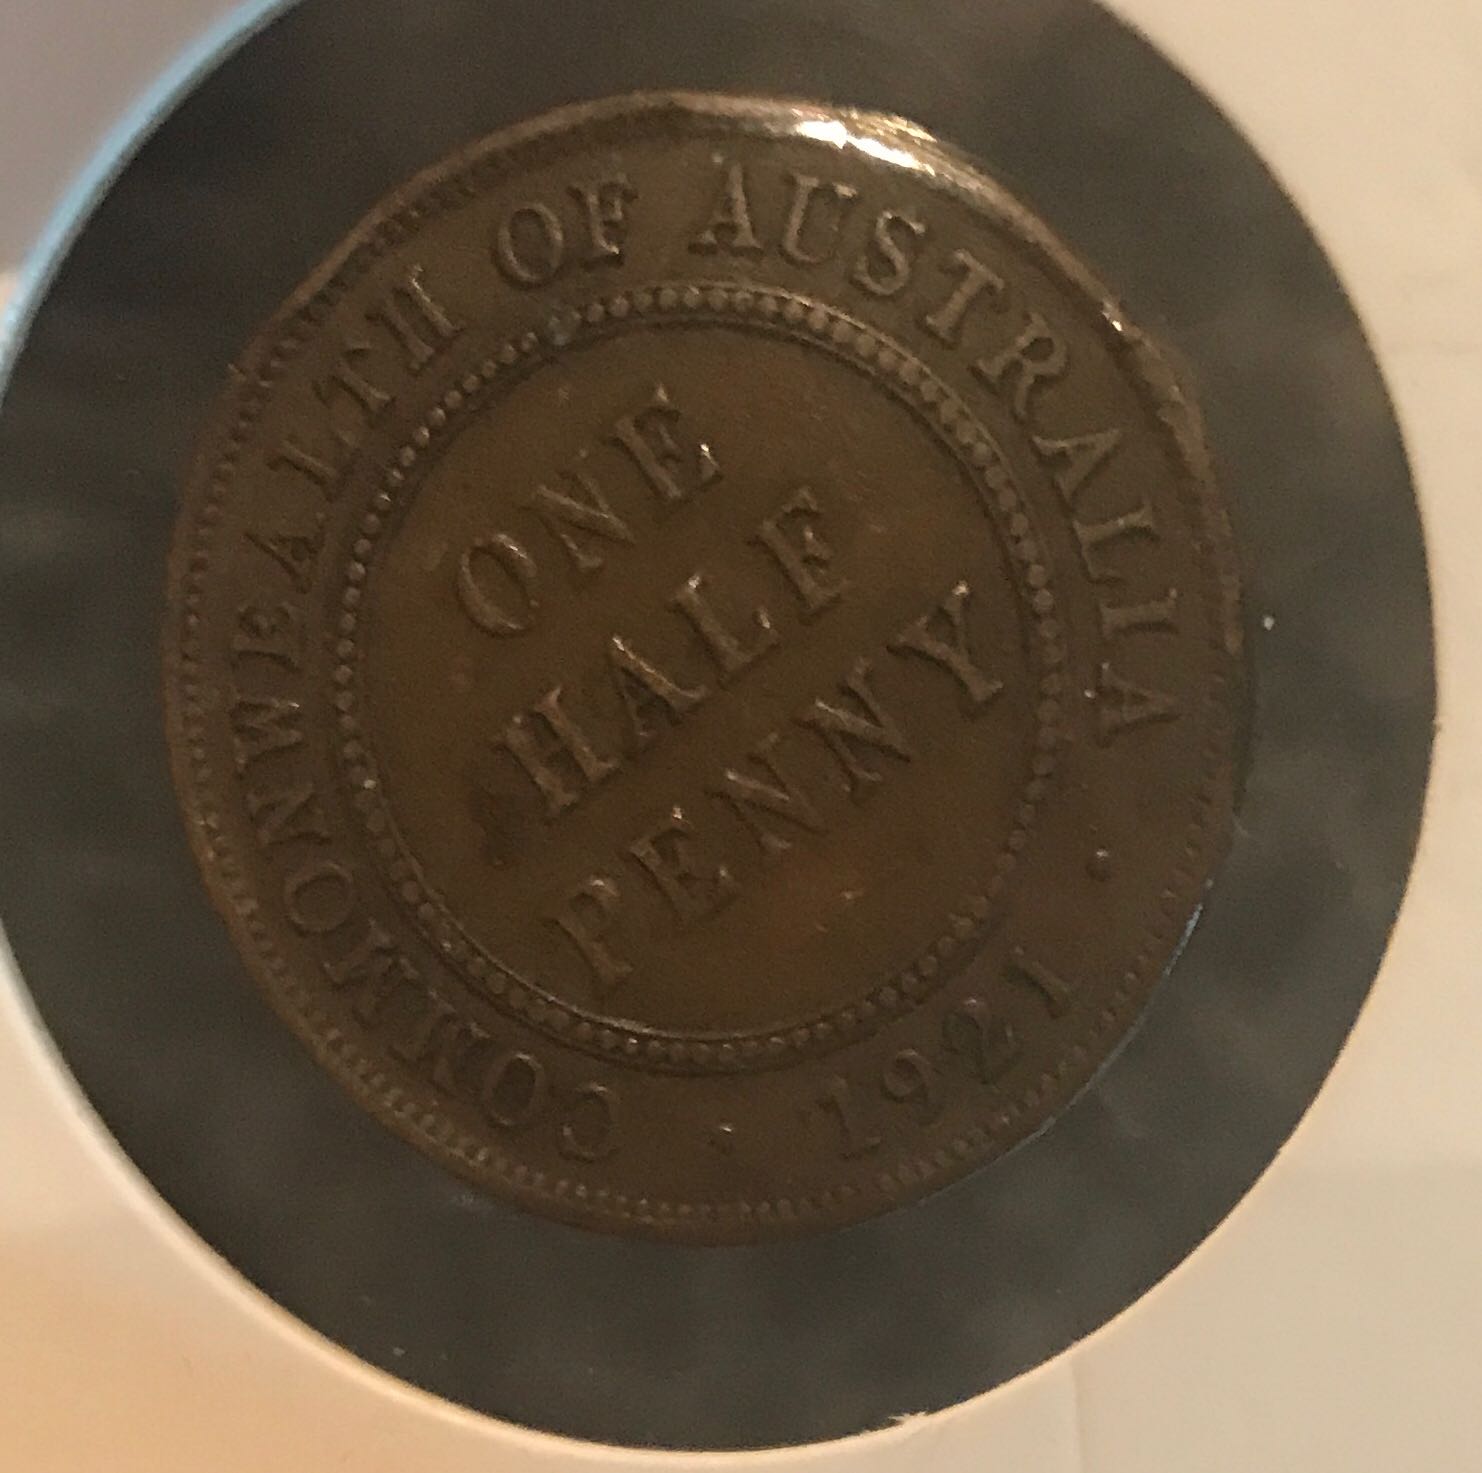 COMMONWEALTH OF AUSTRALIA
ONE
HALF
PENNY
· 1921 ·